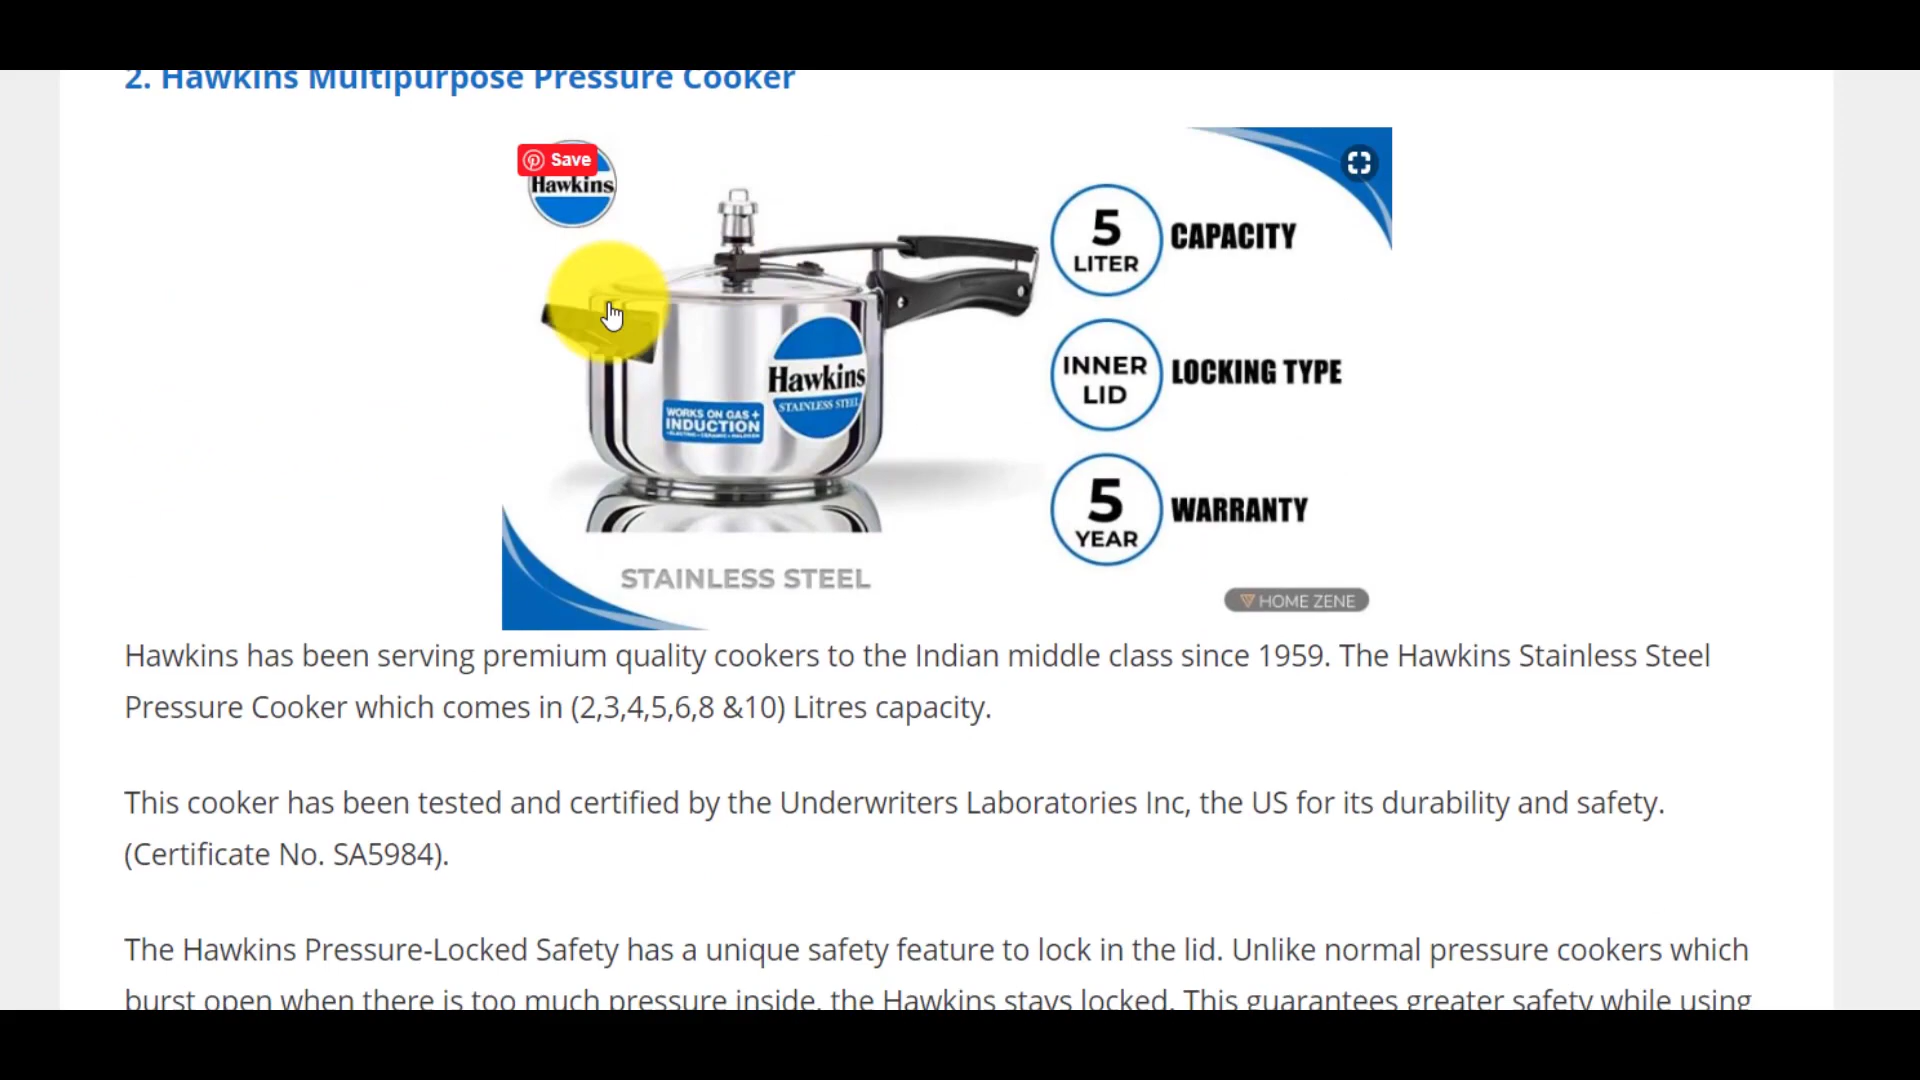 2. Hawkins Multipurpose Pressure Cooker
Save
Hawkins
5
LITER
CAPACITY
INNER
LID
LOCKING TYPE
Hawkins
STAINLESS STEEL
WORKS ON GAS +
INDUCTION
5
YEAR
WARRANTY
STAINLESS STEEL
HOME ZENE
Hawkins has been serving premium quality cookers to the Indian middle class since 1959. The Hawkins Stainless Steel
Pressure Cooker which comes in (2,3,4,5,6,8 &10) Litres capacity.
This cooker has been tested and certified by the Underwriters Laboratories Inc, the US for its durability and safety.
(Certificate No. SA5984).
The Hawkins Pressure-Locked Safety has a unique safety feature to lock in the lid. Unlike normal pressure cookers which
burst open when there is too much pressure inside, the Hawkins stays locked. This guarantees greater safety while using